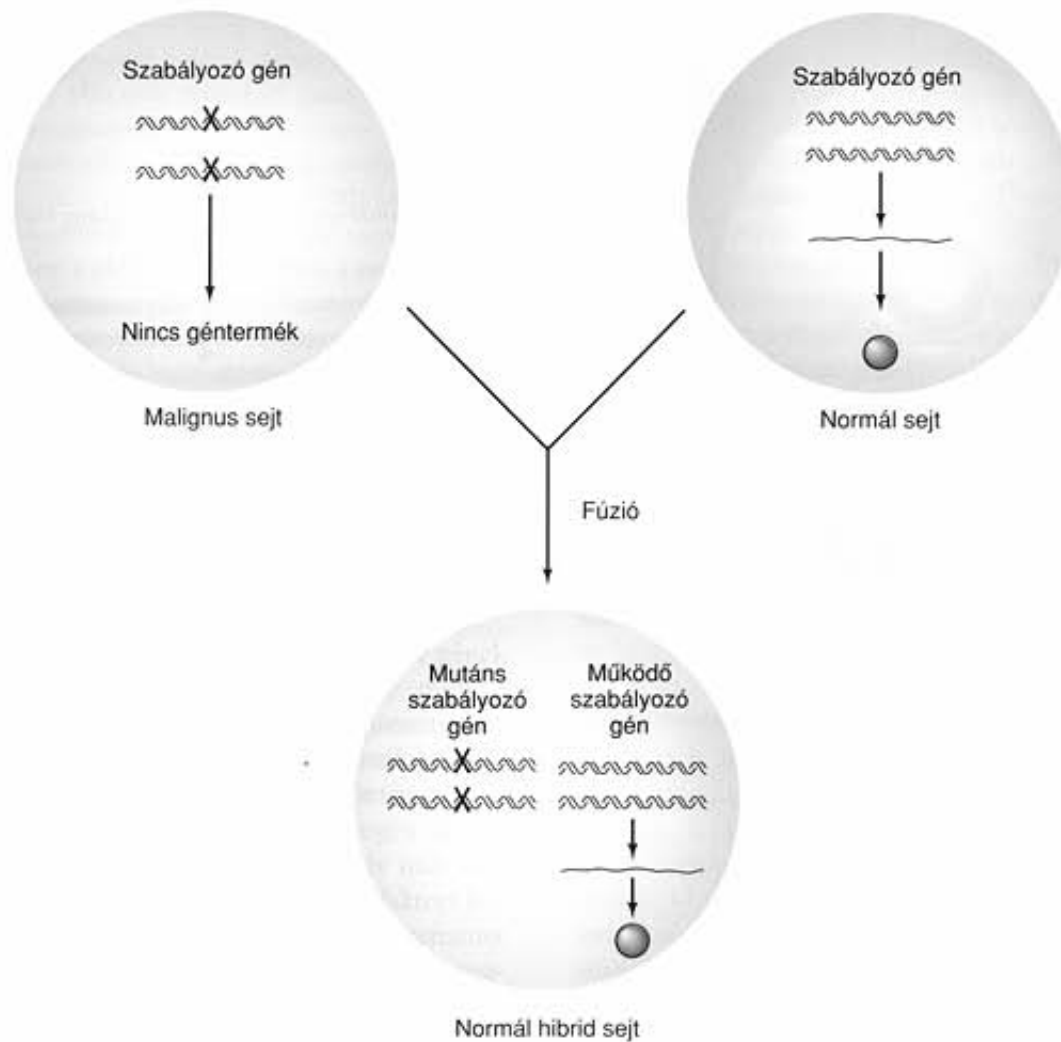 Szabályozó gén
Nincs géntermék
Malignus sejt
Szabályozó gén
Normál sejt
Fúzió
Mutáns
szabályozó
gén
Működő
szabályozó
gén
Normál hibrid sejt